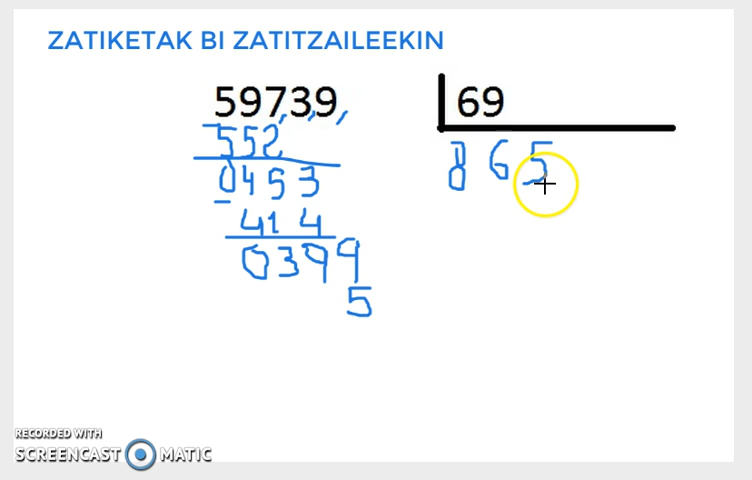 ZATIKETAK BI ZATITZAILEEKIN
59739, 69
-552 865
0453
-414
0399
5
RECORDED WITH
SCREENCAST MATIC